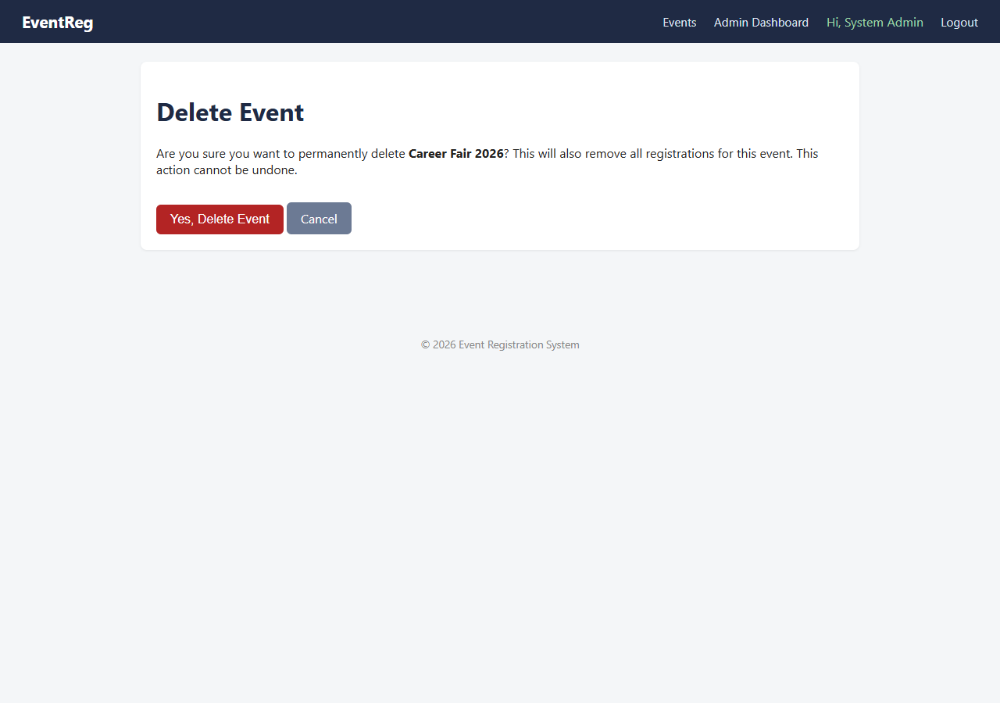 EventReg
Events
Admin Dashboard
Hi, System Admin
Logout
Delete Event
Are you sure you want to permanently delete Career Fair 2026? This will also remove all registrations for this event. This
action cannot be undone.
Yes, Delete Event
Cancel
© 2026 Event Registration System